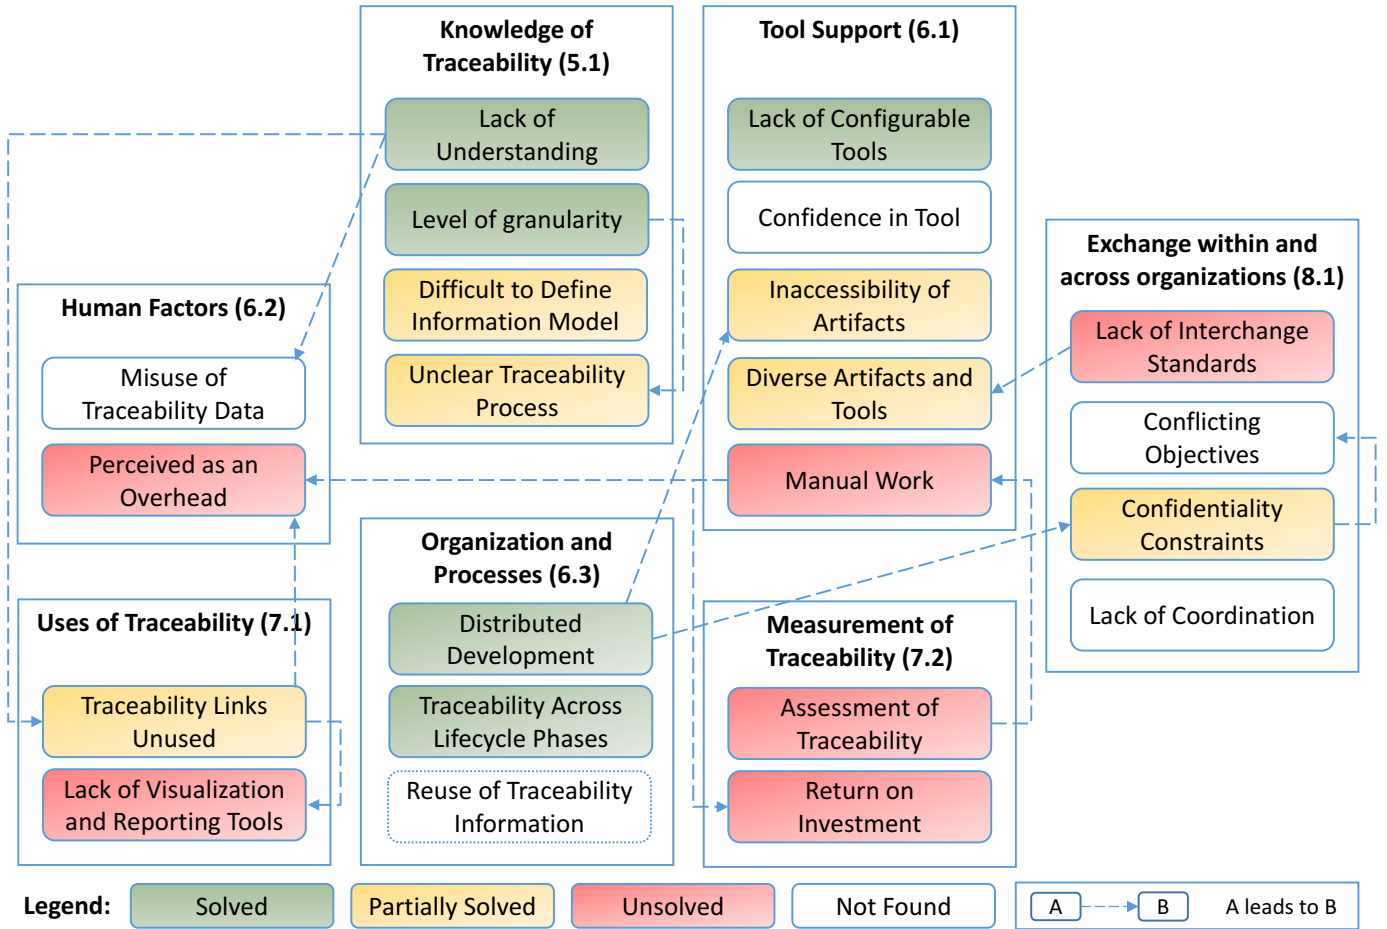 Knowledge of
Traceability (5.1)
Lack of
Understanding
Level of granularity
Difficult to Define
Information Model
Unclear Traceability
Process
Tool Support (6.1)
Lack of Configurable
Tools
Confidence in Tool
Inaccessibility of
Artifacts
Diverse Artifacts and
Tools
Manual Work
Exchange within and
across organizations (8.1)
Lack of Interchange
Standards
Conflicting
Objectives
Confidentiality
Constraints
Lack of Coordination
Human Factors (6.2)
Misuse of
Traceability Data
Perceived as an
Overhead
Uses of Traceability (7.1)
Traceability Links
Unused
Lack of Visualization
and Reporting Tools
Organization and
Processes (6.3)
Distributed
Development
Traceability Across
Lifecycle Phases
Reuse of Traceability
Information
Measurement of
Traceability (7.2)
Assessment of
Traceability
Return on
Investment
Legend:
Solved
Partially Solved
Unsolved
Not Found
A
B
A leads to B